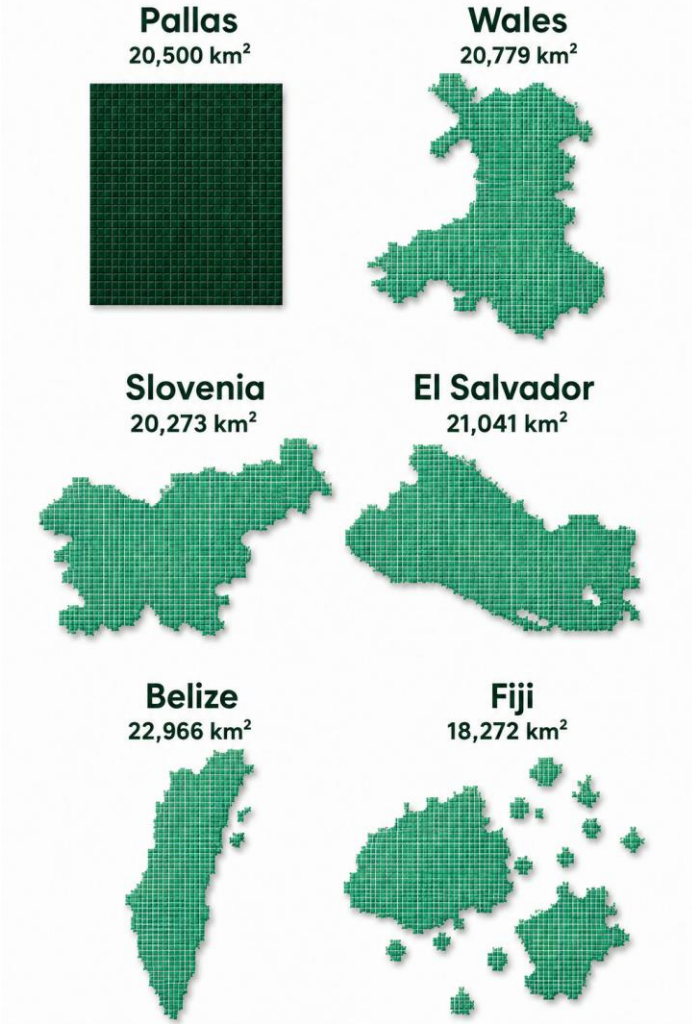 Pallas
20,500 km²
Wales
20,779 km²
Slovenia
20,273 km²
El Salvador
21,041 km²
Belize
22,966 km²
Fiji
18,272 km²